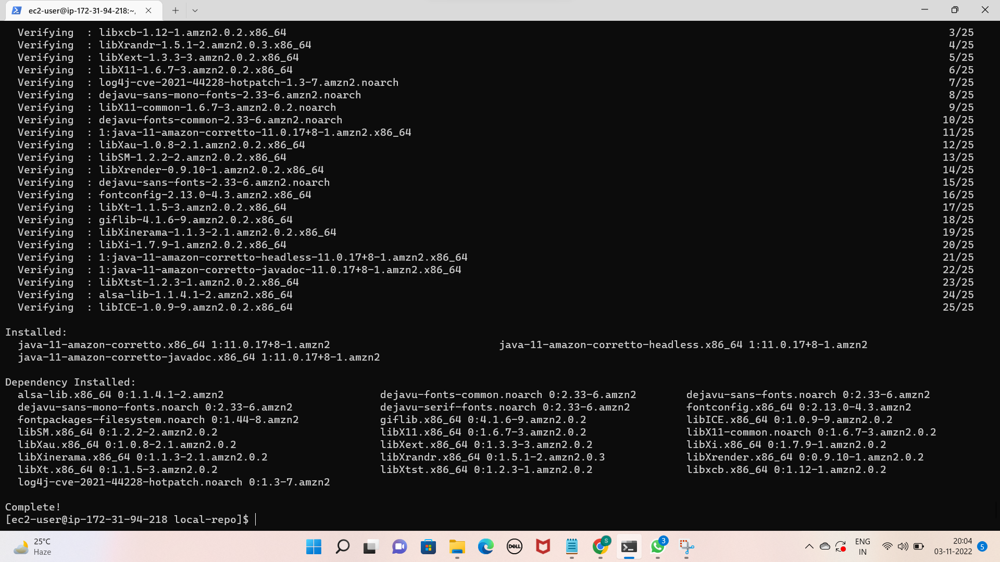 ec2-user@ip-172-31-94-218:~,
Verifying : libxcb-1.12-1.amzn2.0.2.x86_64 3/25
Verifying : libXrandr-1.5.1-2.amzn2.0.3.x86_64 4/25
Verifying : libXext-1.3.3-3.amzn2.0.2.x86_64 5/25
Verifying : libX11-1.6.7-3.amzn2.0.2.x86_64 6/25
Verifying : log4j-cve-2021-44228-hotpatch-1.3-7.amzn2.noarch 7/25
Verifying : dejavu-sans-mono-fonts-2.33-6.amzn2.noarch 8/25
Verifying : libX11-common-1.6.7-3.amzn2.0.2.noarch 9/25
Verifying : dejavu-fonts-common-2.33-6.amzn2.noarch 10/25
Verifying : 1:java-11-amazon-corretto-11.0.17+8-1.amzn2.x86_64 11/25
Verifying : libXau-1.0.8-2.1.amzn2.0.2.x86_64 12/25
Verifying : libSM-1.2.2-2.amzn2.0.2.x86_64 13/25
Verifying : libXrender-0.9.10-1.amzn2.0.2.x86_64 14/25
Verifying : dejavu-sans-fonts-2.33-6.amzn2.noarch 15/25
Verifying : fontconfig-2.13.0-4.3.amzn2.x86_64 16/25
Verifying : libXt-1.1.5-3.amzn2.0.2.x86_64 17/25
Verifying : giflib-4.1.6-9.amzn2.0.2.x86_64 18/25
Verifying : libXinerama-1.1.3-2.1.amzn2.0.2.x86_64 19/25
Verifying : libXi-1.7.9-1.amzn2.0.2.x86_64 20/25
Verifying : 1:java-11-amazon-corretto-headless-11.0.17+8-1.amzn2.x86_64 21/25
Verifying : 1:java-11-amazon-corretto-javadoc-11.0.17+8-1.amzn2.x86_64 22/25
Verifying : libXtst-1.2.3-1.amzn2.0.2.x86_64 23/25
Verifying : alsa-lib-1.1.4.1-2.amzn2.x86_64 24/25
Verifying : libICE-1.0.9-9.amzn2.0.2.x86_64 25/25
Installed:
java-11-amazon-corretto.x86_64 1:11.0.17+8-1.amzn2 java-11-amazon-corretto-headless.x86_64 1:11.0.17+8-1.amzn2
java-11-amazon-corretto-javadoc.x86_64 1:11.0.17+8-1.amzn2
Dependency Installed:
alsa-lib.x86_64 0:1.1.4.1-2.amzn2 dejavu-fonts-common.noarch 0:2.33-6.amzn2 dejavu-sans-fonts.noarch 0:2.33-6.amzn2
dejavu-sans-mono-fonts.noarch 0:2.33-6.amzn2 dejavu-serif-fonts.noarch 0:2.33-6.amzn2 fontconfig.x86_64 0:2.13.0-4.3.amzn2
fontpackages-filesystem.noarch 0:1.44-8.amzn2 giflib.x86_64 0:4.1.6-9.amzn2.0.2 libICE.x86_64 0:1.0.9-9.amzn2.0.2
libSM.x86_64 0:1.2.2-2.amzn2.0.2 libX11.x86_64 0:1.6.7-3.amzn2.0.2 libX11-common.noarch 0:1.6.7-3.amzn2.0.2
libXau.x86_64 0:1.0.8-2.1.amzn2.0.2 libXext.x86_64 0:1.3.3-3.amzn2.0.2 libXi.x86_64 0:1.7.9-1.amzn2.0.2
libXinerama.x86_64 0:1.1.3-2.1.amzn2.0.2 libXrandr.x86_64 0:1.5.1-2.amzn2.0.3 libXrender.x86_64 0:0.9.10-1.amzn2.0.2
libXt.x86_64 0:1.1.5-3.amzn2.0.2 libXtst.x86_64 0:1.2.3-1.amzn2.0.2 libxcb.x86_64 0:1.12-1.amzn2.0.2
log4j-cve-2021-44228-hotpatch.noarch 0:1.3-7.amzn2
Complete!
[ec2-user@ip-172-31-94-218 local-repo]$
25°C
Haze
DELL
S
3
ENG
IN
20:04
03-11-2022
5